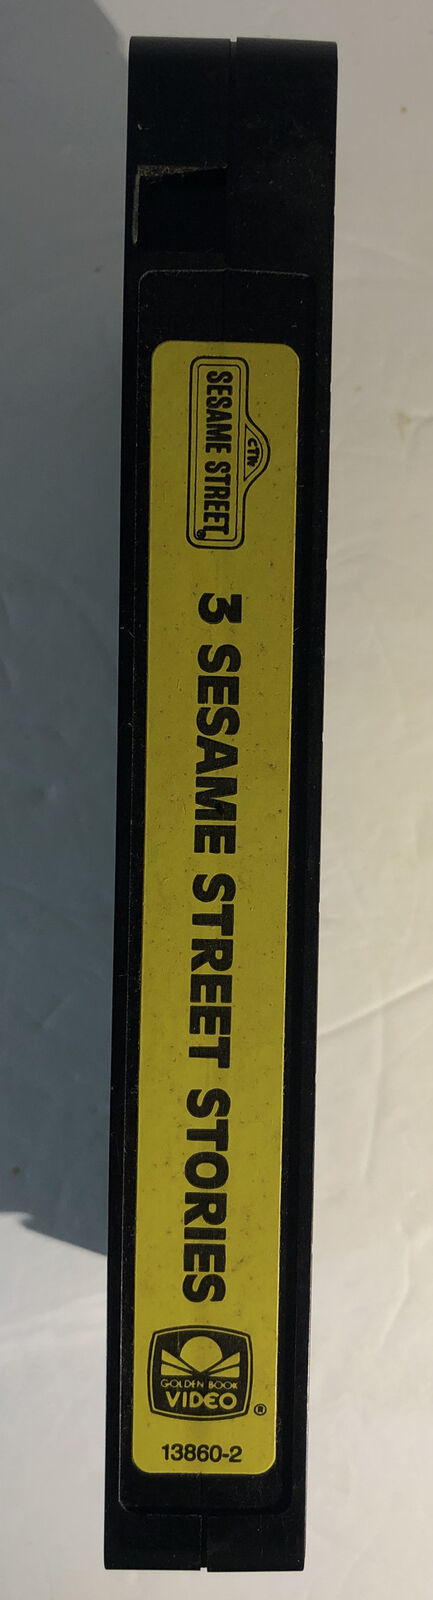 CTW
SESAME STREET®
3 SESAME STREET STORIES
GOLDEN BOOK
VIDEO
®
13860-2